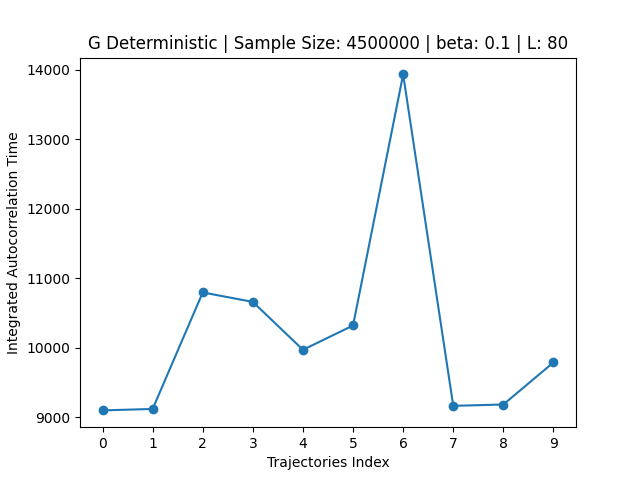 G Deterministic | Sample Size: 4500000 | beta: 0.1 | L: 80
14000
13000
12000
11000
10000
9000
Integrated Autocorrelation Time
0 1 2 3 4 5 6 7 8 9
Trajectories Index